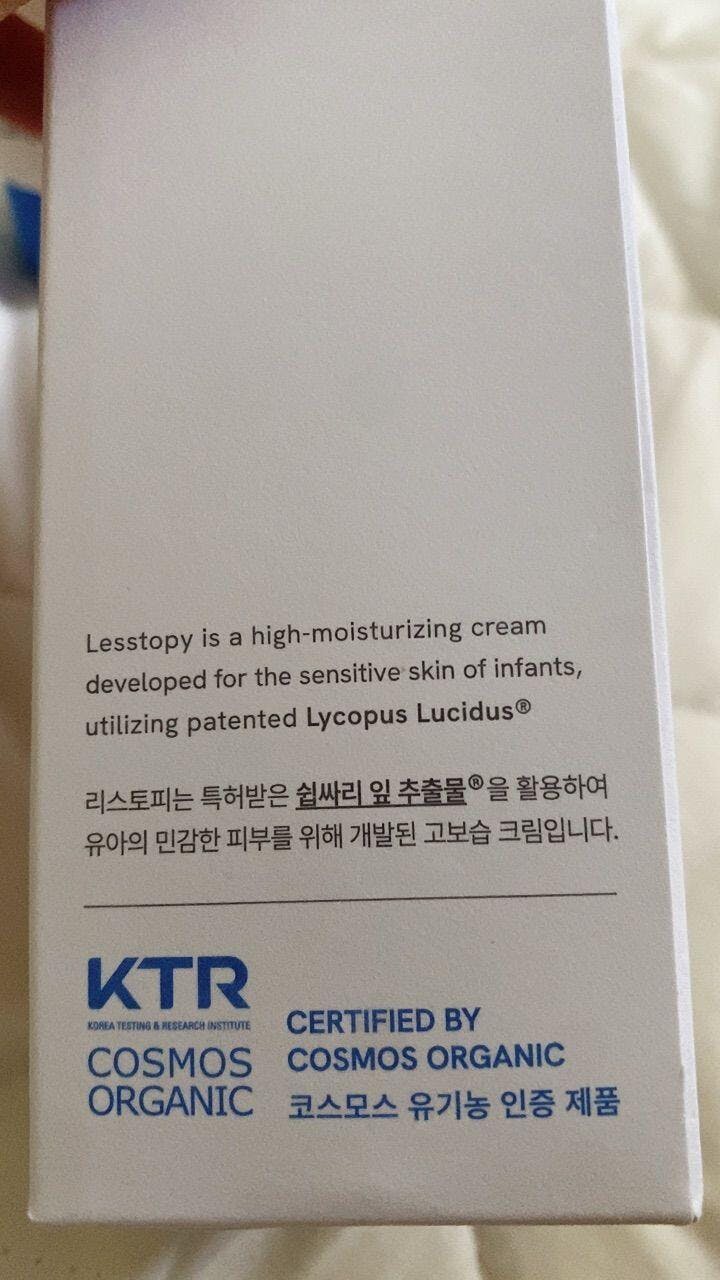 Lesstopy is a high-moisturizing cream
developed for the sensitive skin of infants,
utilizing patented Lycopus Lucidus®
리스토피는 특허받은 쉽싸리 잎 추출물®을 활용하여
유아의 민감한 피부를 위해 개발된 고보습 크림입니다.
KTR
KOREA TESTING & RESEARCH INSTITUTE
COSMOS
ORGANIC
CERTIFIED BY
COSMOS ORGANIC
코스모스 유기농 인증 제품